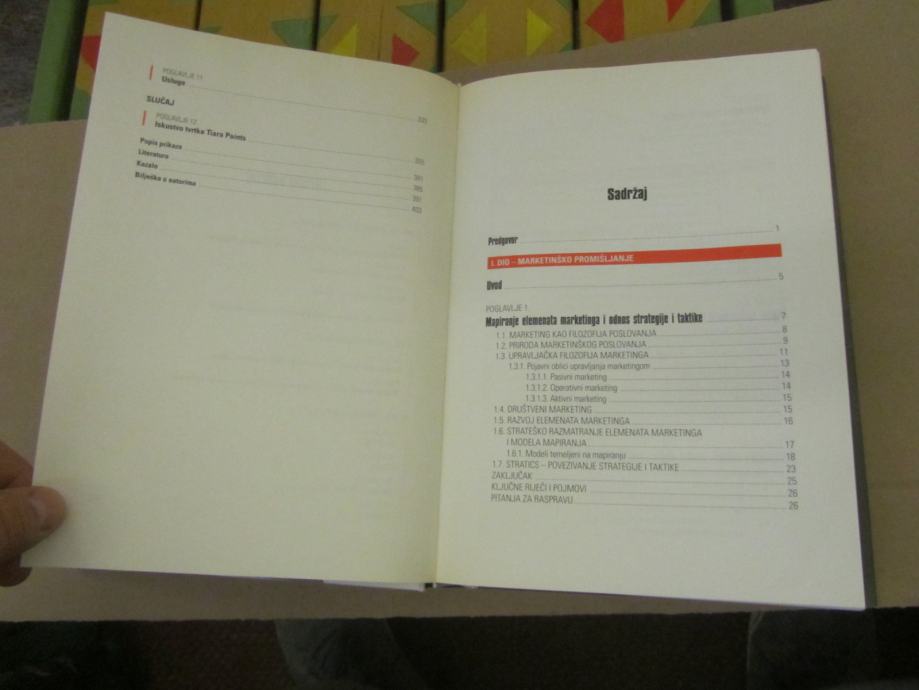 POGLAVLJE 11
Usluge
SLUČAJ
POGLAVLJE 12
Iskustvo tvrtke Tiara Paints
Popis prikaza
Literatura 381
Kazalo 385
Bilješka o autorima 403
Sadržaj
Predgovor 1
I. DIO – MARKETINŠKO PROMIŠLJANJE
Uvod 5
POGLAVLJE 1
Mapiranje elemenata marketinga i odnos strategije i taktike 7
1.1. MARKETING KAO FILOZOFIJA POSLOVANJA 8
1.2. PRIRODA MARKETINŠKOG POSLOVANJA 9
1.3. UPRAVLJAČKA FILOZOFIJA MARKETINGA 11
1.3.1. Pojavni oblici upravljanja marketingom 13
1.3.1.1. Pasivni marketing 14
1.3.1.2. Operativni marketing 14
1.3.1.3. Aktivni marketing 15
1.4. DRUŠTVENI MARKETING 15
1.5. RAZVOJ ELEMENATA MARKETINGA 16
1.6. STRATEŠKO RAZMATRANJE ELEMENATA MARKETINGA
I MODELA MAPIRANJA 17
1.6.1. Modeli temeljeni na mapiranju 18
1.7. STRATICS – POVEZIVANJE STRATEGIJE I TAKTIKE 23
ZAKLJUČAK 25
KLJUČNE RIJEČI I POJMOVI 26
PITANJA ZA RASPRAVU 26